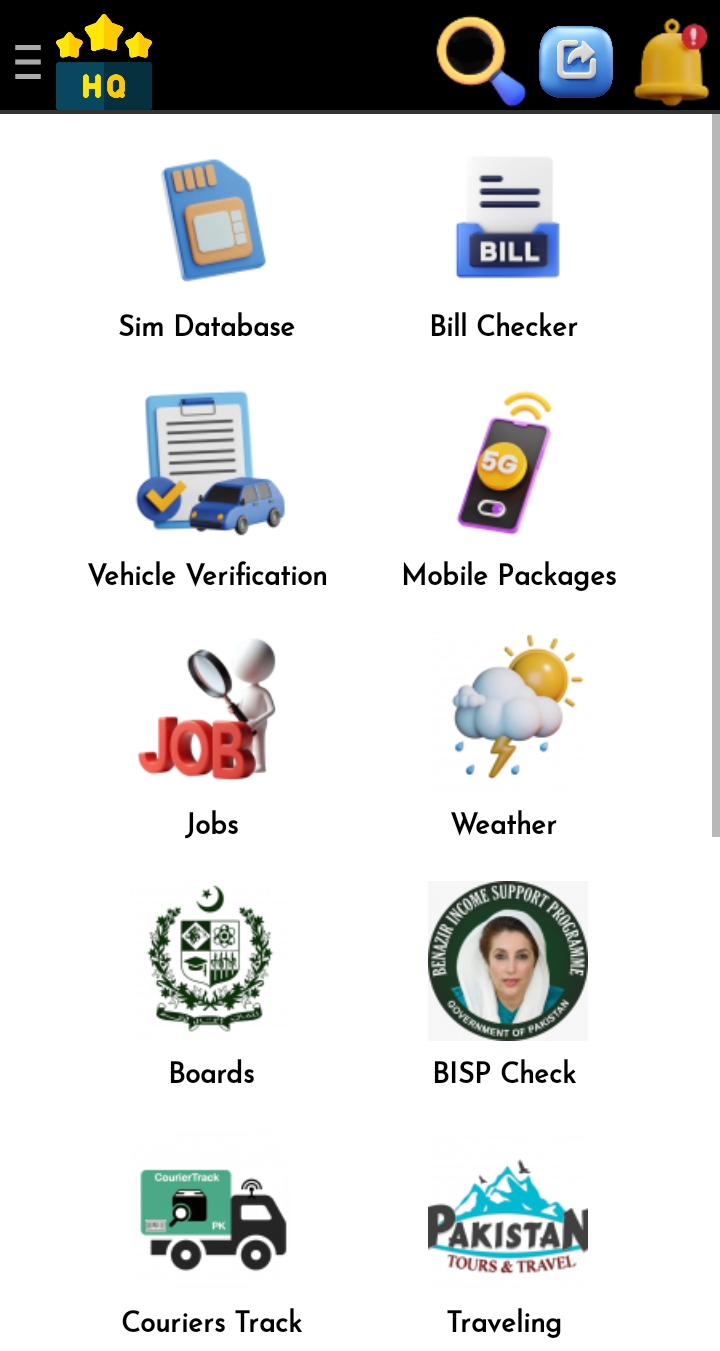 HQ
BILL
Sim Database
Bill Checker
5G
Vehicle Verification
Mobile Packages
JOB
Jobs
Weather
BENAZIR INCOME SUPPORT PROGRAMME
GOVERNMENT OF PAKISTAN
Boards
BISP Check
CourierTrack
PK
PAKISTAN
TOURS & TRAVEL
Couriers Track
Traveling